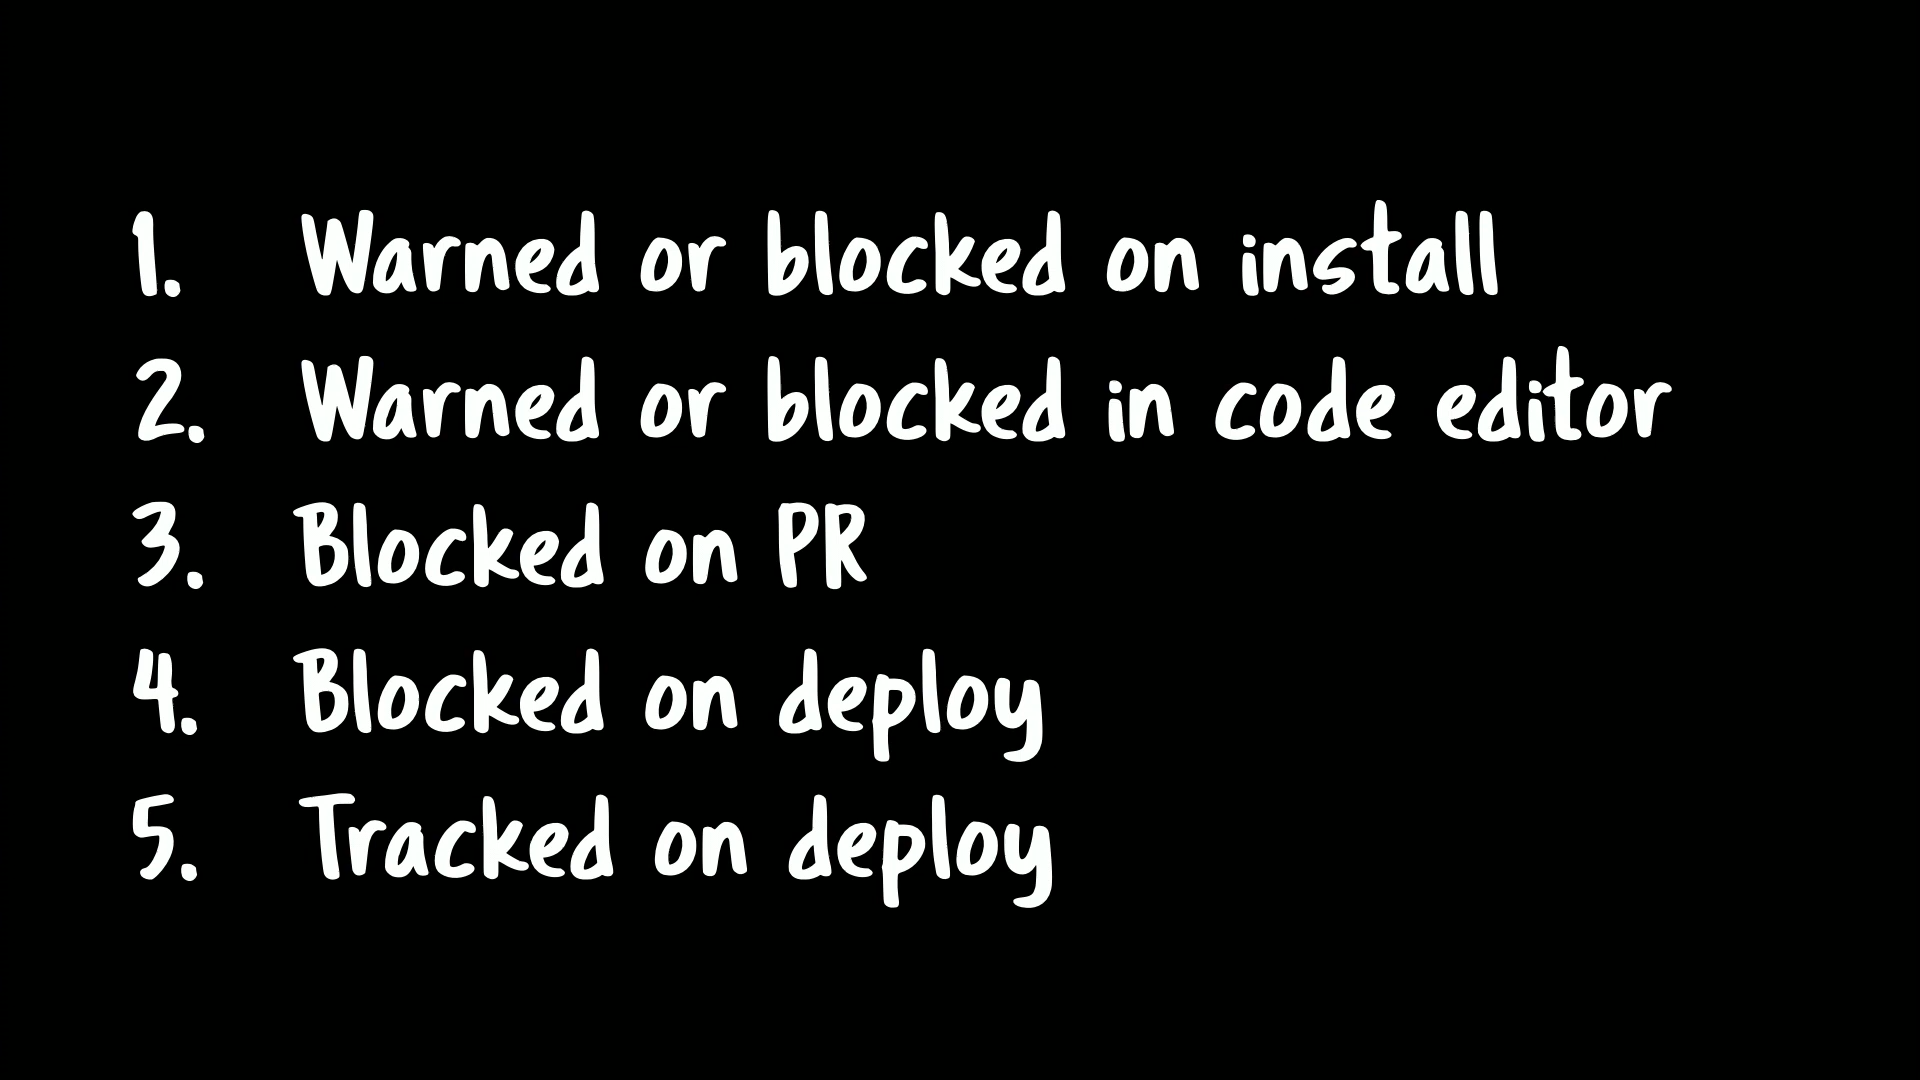 1. Warned or blocked on install
2. Warned or blocked in code editor
3. Blocked on PR
4. Blocked on deploy
5. Tracked on deploy